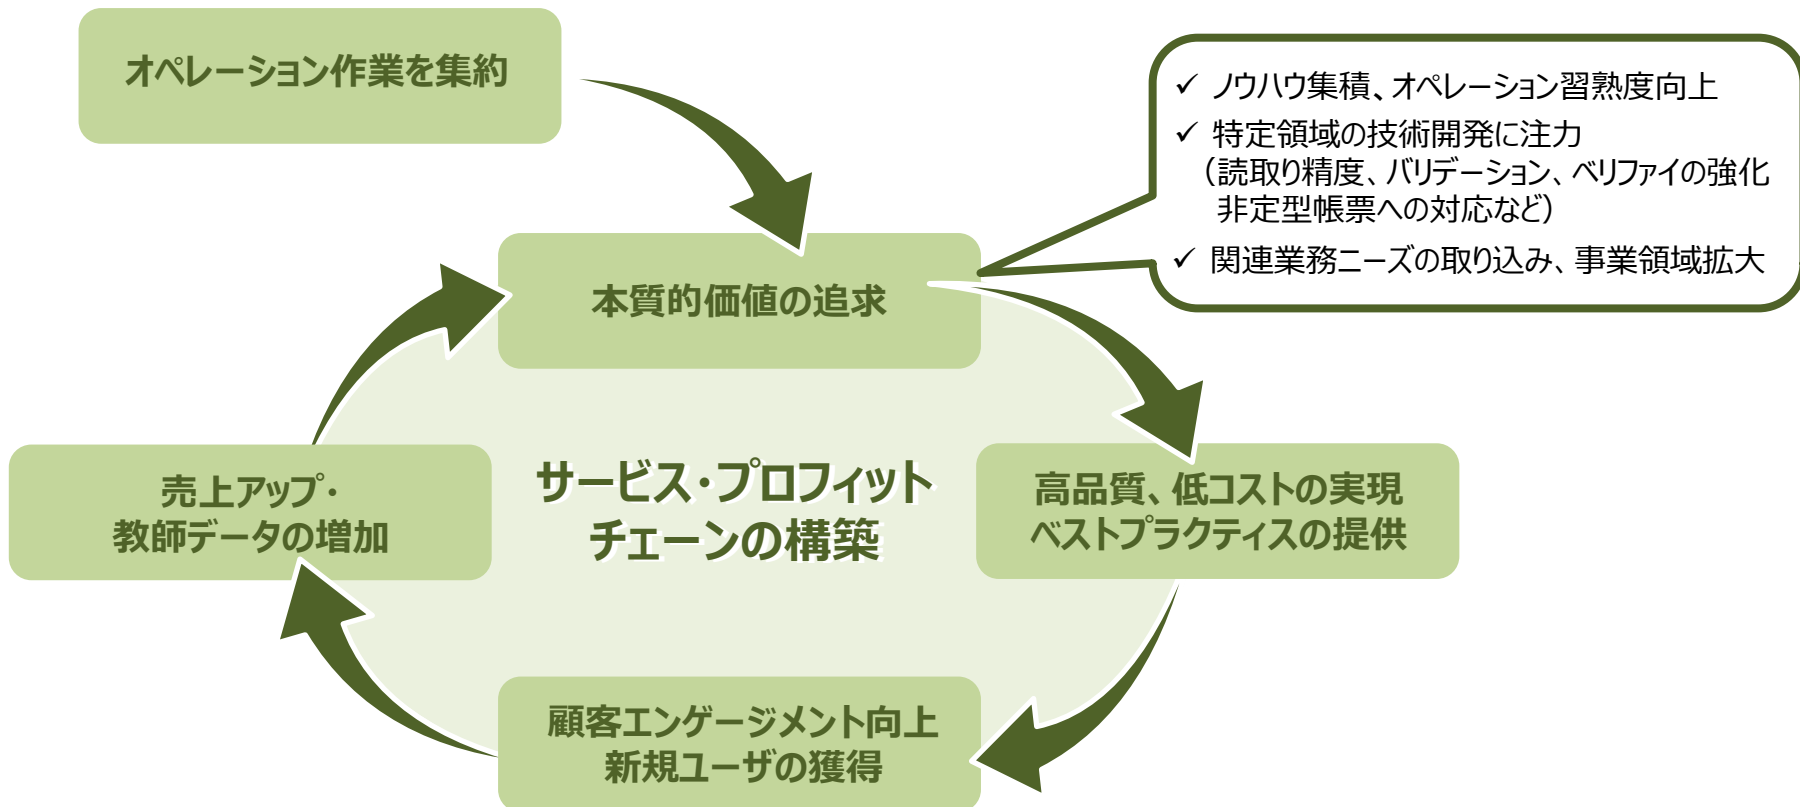 オペレーション作業を集約
✓ ノウハウ集積、オペレーション習熟度向上
✓ 特定領域の技術開発に注力
（読取り精度、バリデーション、ベリファイの強化
非定型帳票への対応など）
✓ 関連業務ニーズの取り込み、事業領域拡大
本質的価値の追求
サービス・プロフィット
チェーンの構築
高品質、低コストの実現
ベストプラクティスの提供
顧客エンゲージメント向上
新規ユーザの獲得
売上アップ・
教師データの増加